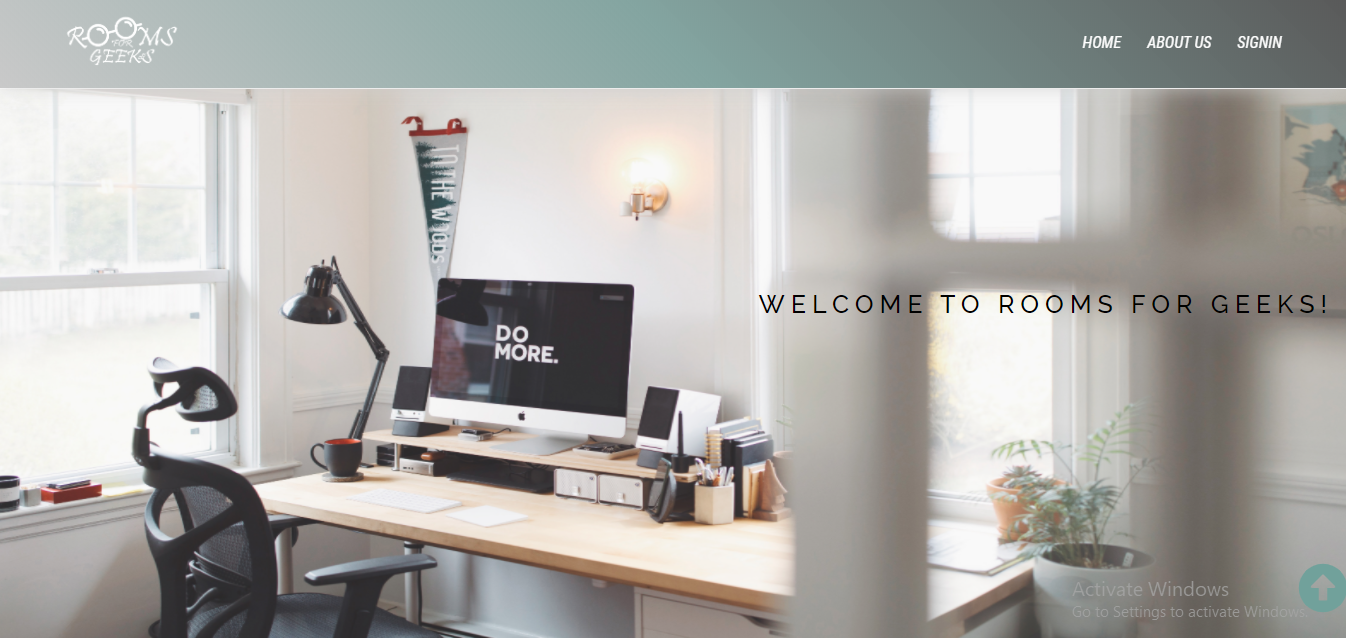 ROOMS
FOR
GEEKS
HOME ABOUT US SIGNIN
TO THE WOODS
DO
MORE.
WELCOME TO ROOMS FOR GEEKS!
Activate Windows
Go to Settings to activate Windows.